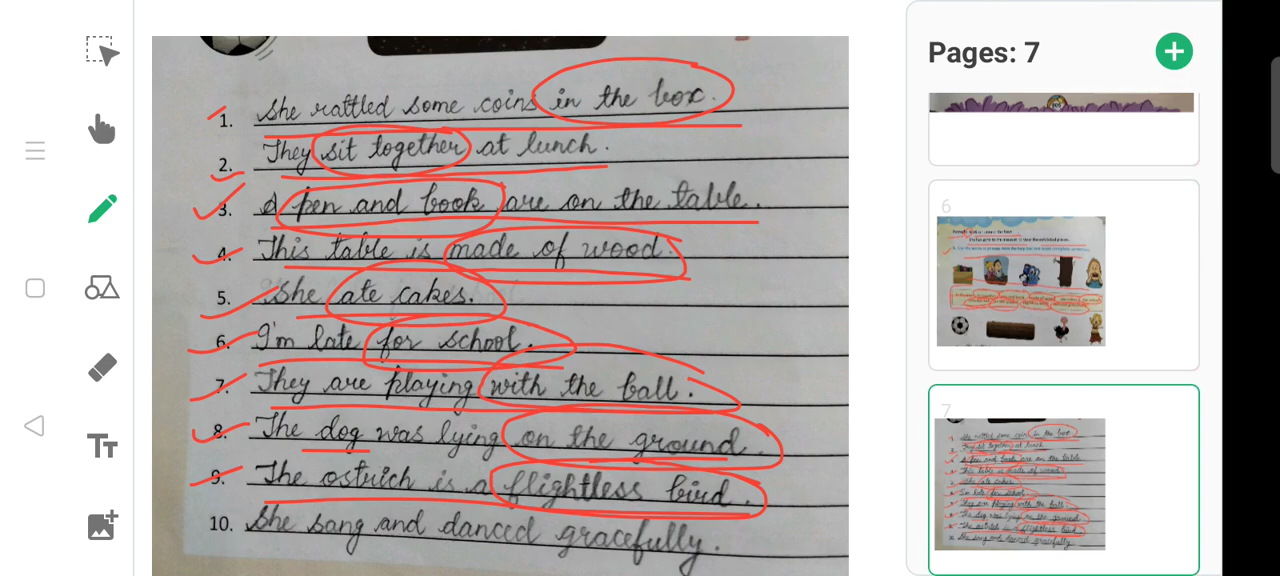 Pages: 7
1. She rattled some coins in the box.
2. They sit together at lunch.
3. A pen and book are on the table.
4. This table is made of wood.
5. She ate cakes.
6. I'm late for school.
7. They are playing with the ball.
8. The dog was lying on the ground.
9. The ostrich is a flightless bird.
10. She sang and danced gracefully.
TT
6
7